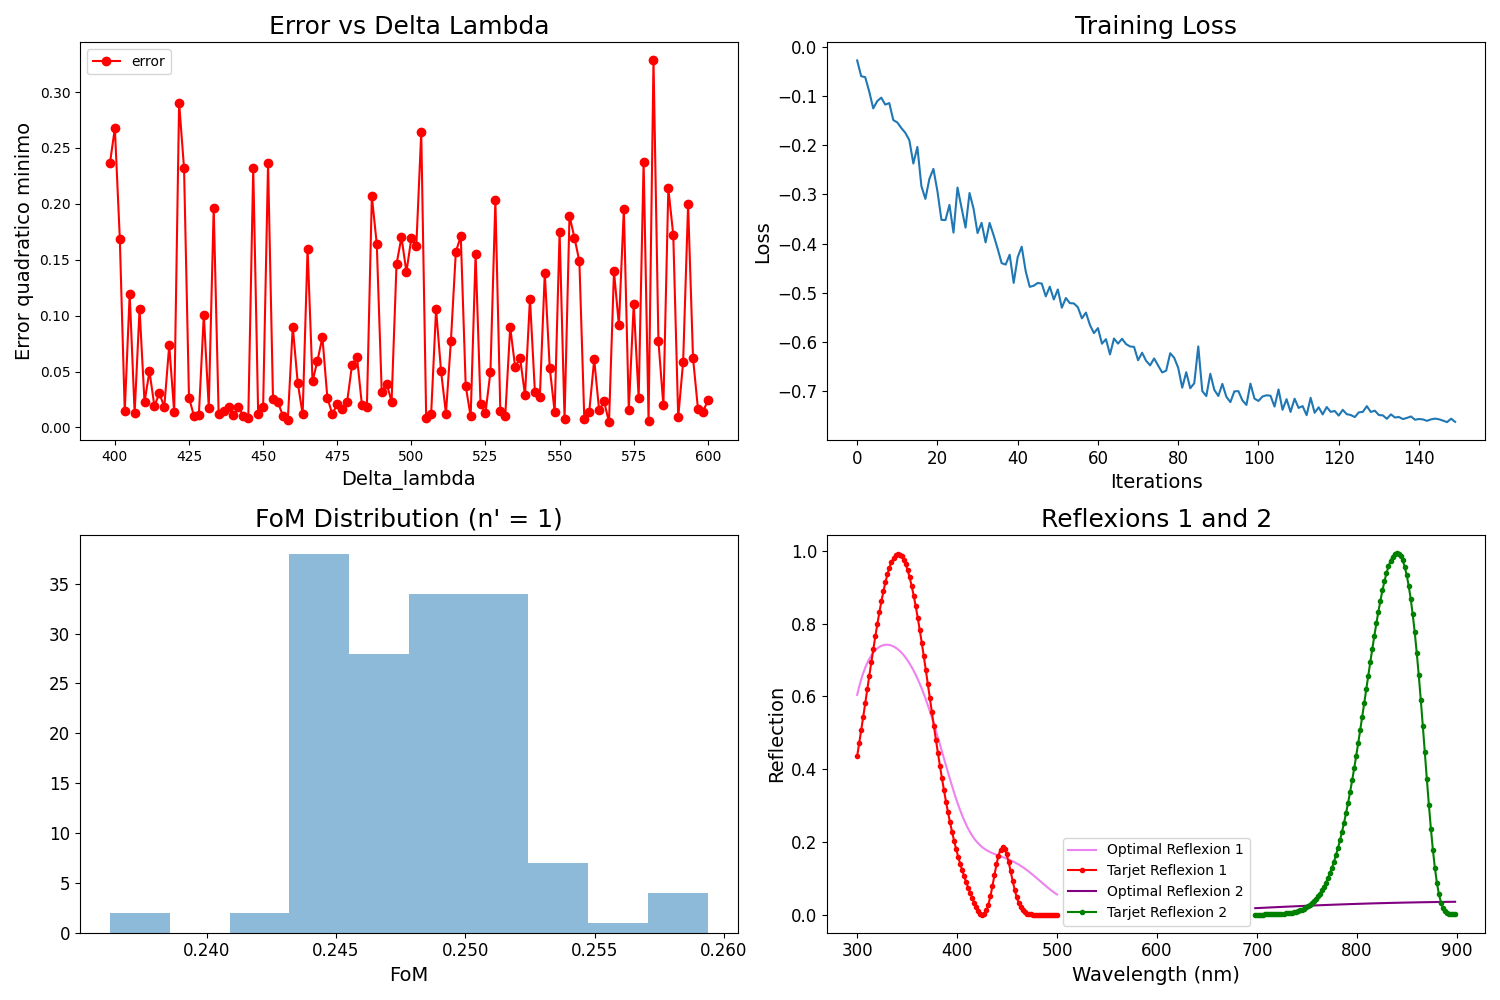 Error vs Delta Lambda
error
Error quadratico minimo
0.30
0.25
0.20
0.15
0.10
0.05
0.00
400 425 450 475 500 525 550 575 600
Delta_lambda
Training Loss
Loss
0.0
−0.1
−0.2
−0.3
−0.4
−0.5
−0.6
−0.7
0 20 40 60 80 100 120 140
Iterations
FoM Distribution (n' = 1)
35
30
25
20
15
10
5
0
0.240 0.245 0.250 0.255 0.260
FoM
Reflexions 1 and 2
Reflection
1.0
0.8
0.6
0.4
0.2
0.0
Optimal Reflexion 1
Tarjet Reflexion 1
Optimal Reflexion 2
Tarjet Reflexion 2
300 400 500 600 700 800 900
Wavelength (nm)